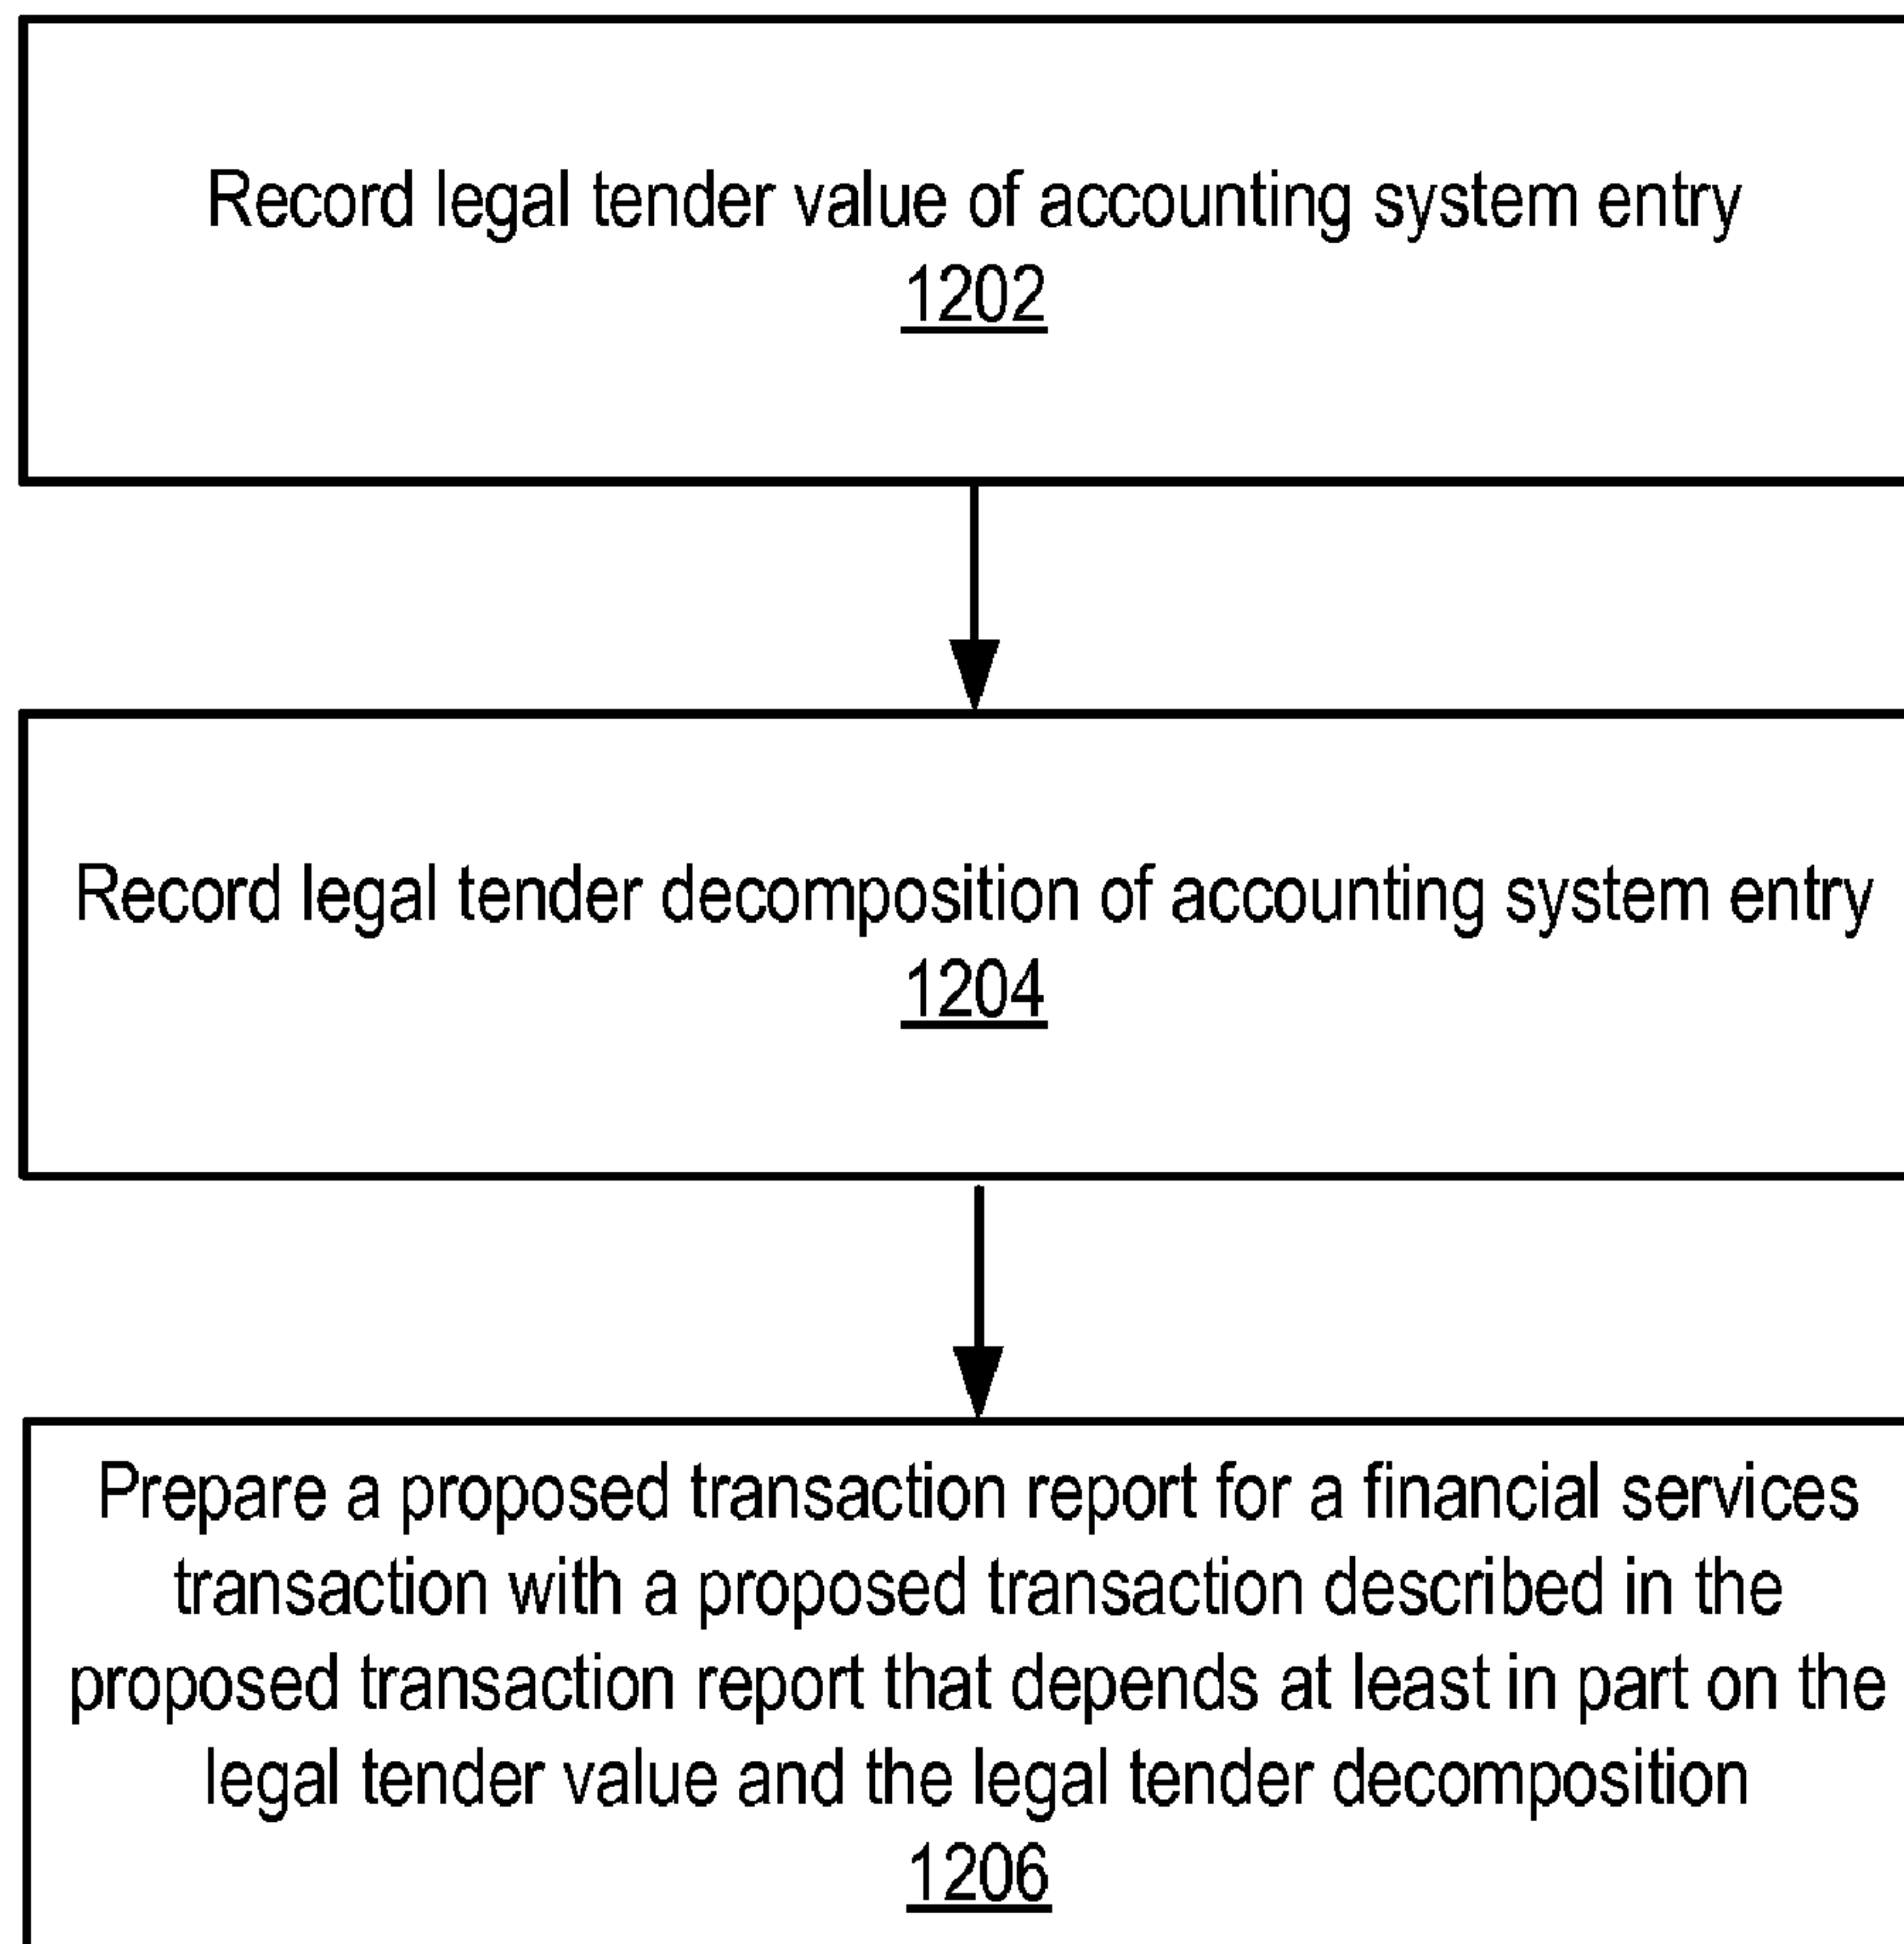 Record legal tender value of accounting system entry
1202
Record legal tender decomposition of accounting system entry
1204
Prepare a proposed transaction report for a financial services
transaction with a proposed transaction described in the
proposed transaction report that depends at least in part on the
legal tender value and the legal tender decomposition
1206